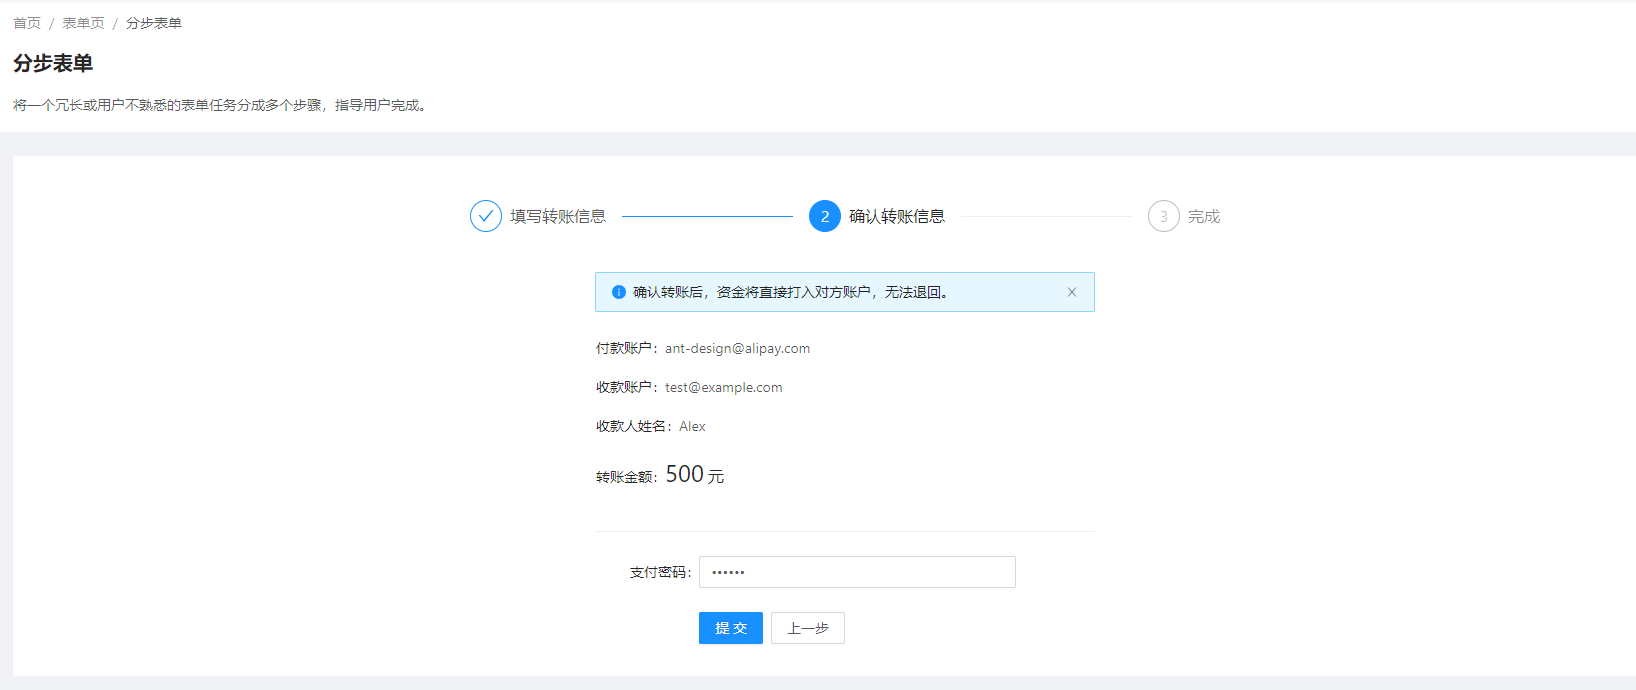 首页 / 表单页 / 分步表单
分步表单
将一个冗长或用户不熟悉的表单任务分成多个步骤，指导用户完成。
填写转账信息 2 确认转账信息 3 完成
确认转账后，资金将直接打入对方账户，无法退回。
付款账户：ant-design@alipay.com
收款账户：test@example.com
收款人姓名：Alex
转账金额：500 元
支付密码： ••••••
提 交 上一步